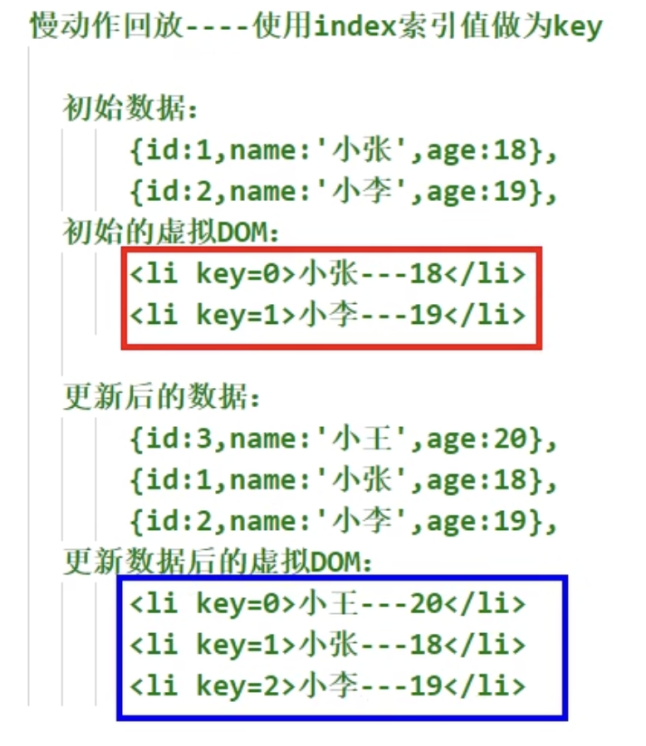 慢动作回放----使用index索引值做为key
初始数据：
{id:1,name:'小张',age:18},
{id:2,name:'小李',age:19},
初始的虚拟DOM：
<li key=0>小张---18</li>
<li key=1>小李---19</li>
更新后的数据：
{id:3,name:'小王',age:20},
{id:1,name:'小张',age:18},
{id:2,name:'小李',age:19},
更新数据后的虚拟DOM：
<li key=0>小王---20</li>
<li key=1>小张---18</li>
<li key=2>小李---19</li>